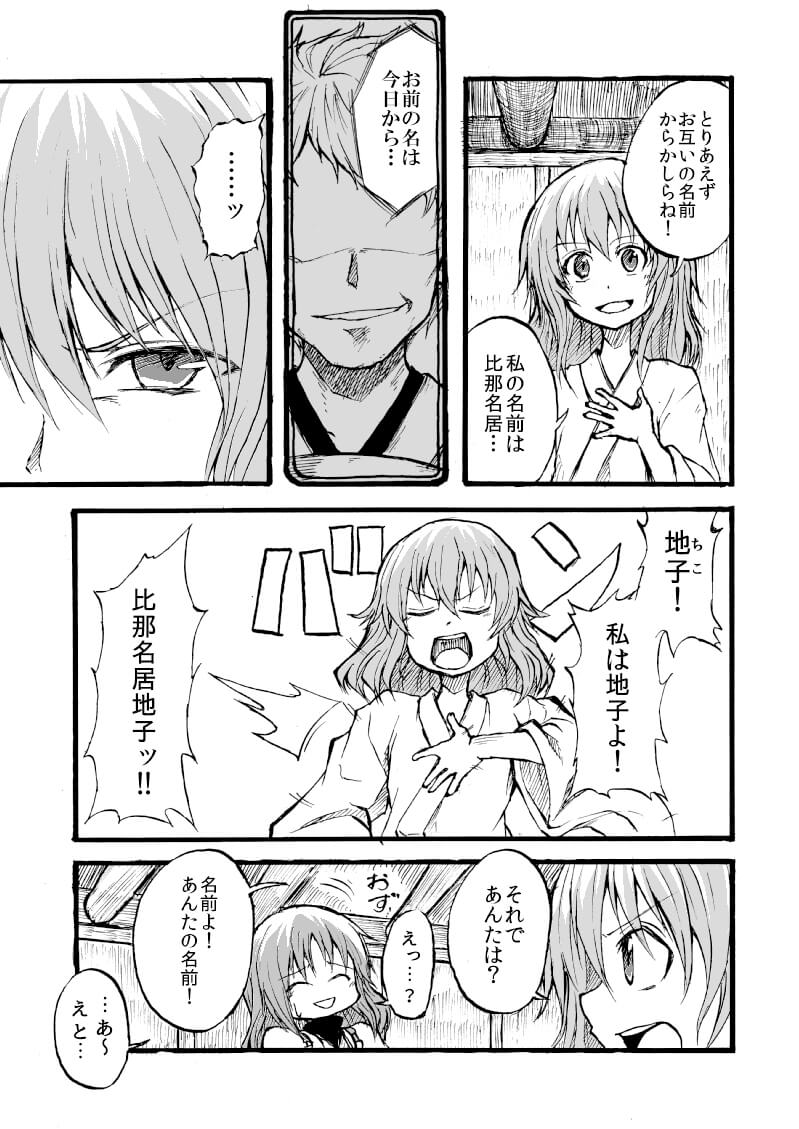 とりあえず
お互いの名前
からかしらね！
私の名前は
比那名居…
お前の名は
今日から…
……ッ
地子！
ちこ
私は地子よ！
バッ
比那名居地子ッ!!
それで
あんたは？
えっ…？
おず
名前よ！
あんたの名前！
…あ～
えと…